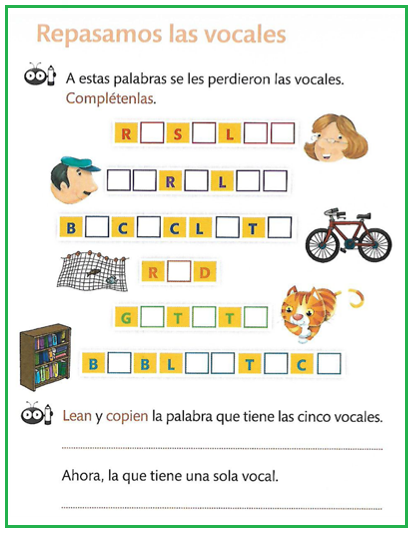 Repasamos las vocales
A estas palabras se les perdieron las vocales.
Complétenlas.
R S L
R L
B C C L T
R D
G T T
B B L T C
Lean y copien la palabra que tiene las cinco vocales.
Ahora, la que tiene una sola vocal.